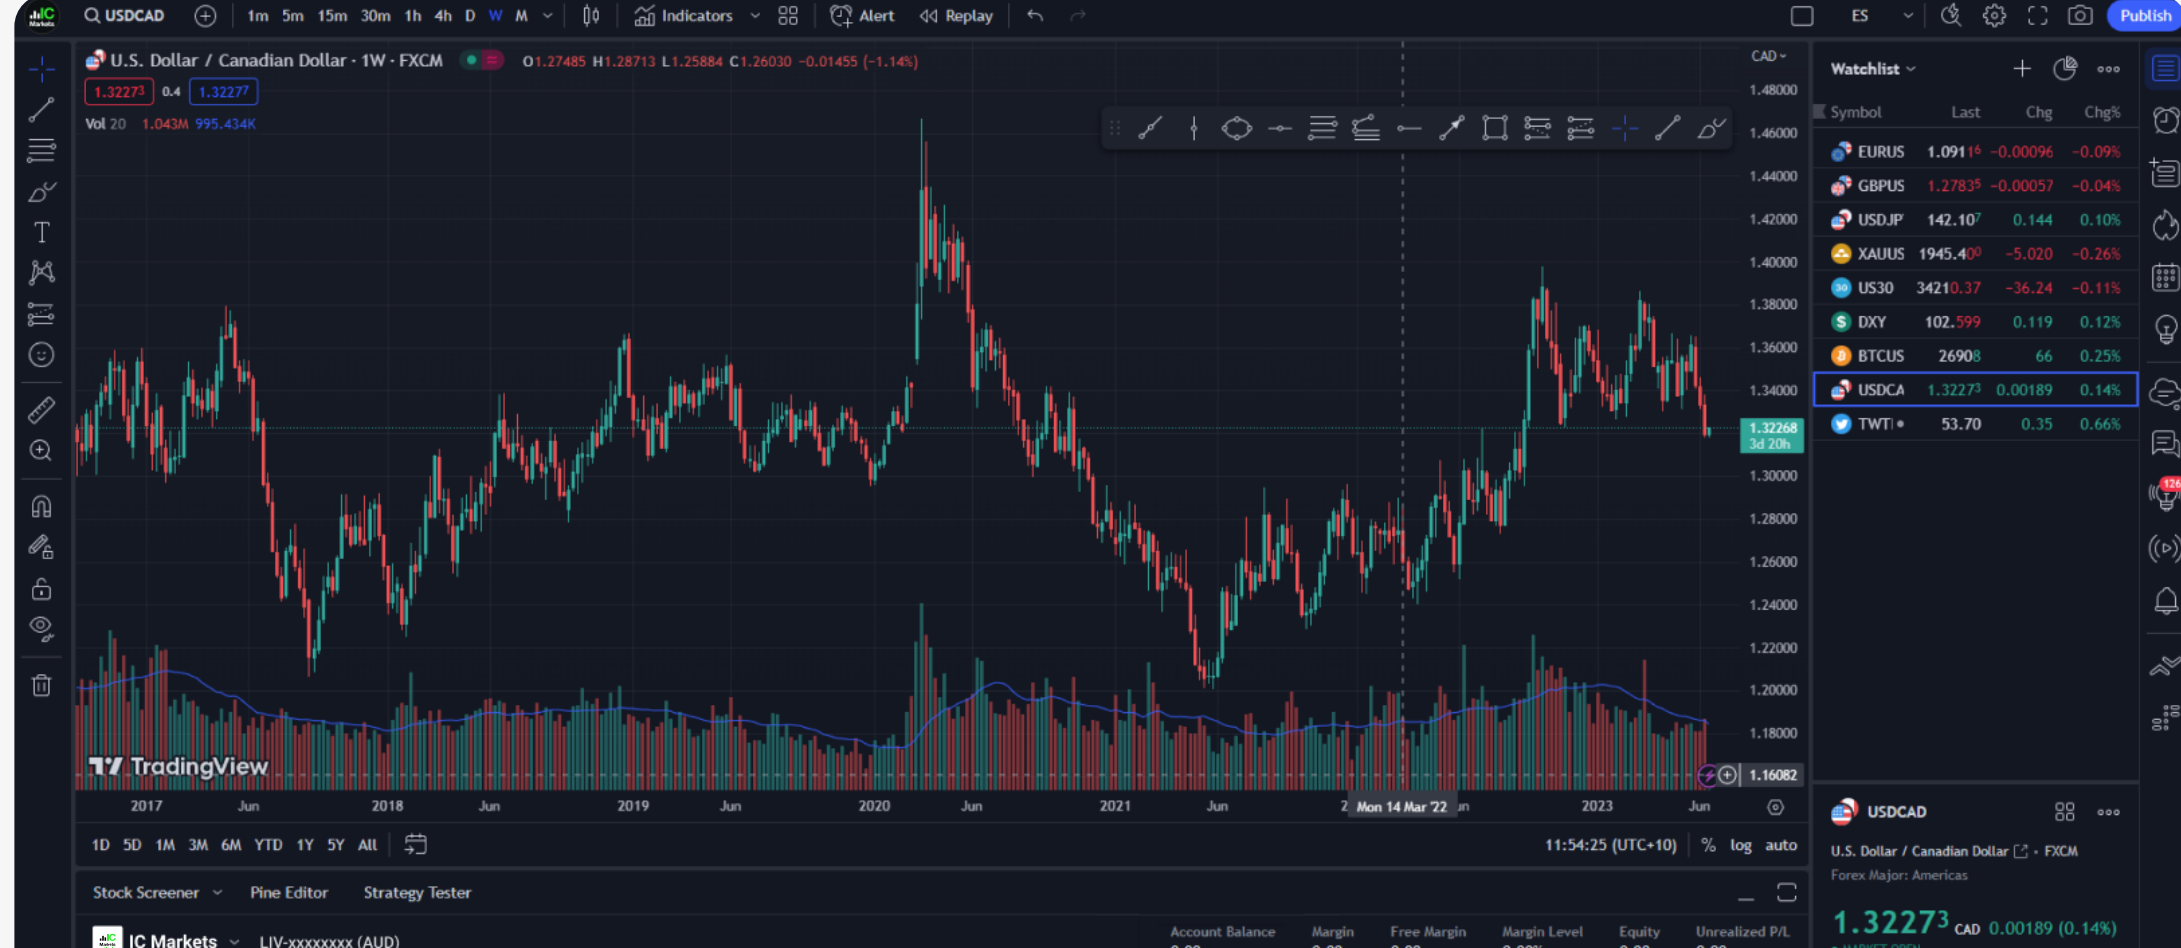 IC Markets
USDCAD 1m 5m 15m 30m 1h 4h D W M Indicators Alert Replay ES Publish
U.S. Dollar / Canadian Dollar · 1W · FXCM O1.27485 H1.28713 L1.25884 C1.26030 −0.01455 (−1.14%)
1.32273 0.4 1.32277
Vol 20 1.043M 995.434K
CAD
1.48000
1.46000
1.44000
1.42000
1.40000
1.38000
1.36000
1.34000
1.32268
3d 20h
1.30000
1.28000
1.26000
1.24000
1.22000
1.20000
1.18000
1.16082
TradingView
2017 Jun 2018 Jun 2019 Jun 2020 Jun 2021 Jun Mon 14 Mar '22 2023 Jun
1D 5D 1M 3M 6M YTD 1Y 5Y All 11:54:25 (UTC+10) % log auto
Stock Screener Pine Editor Strategy Tester
IC Markets LIV-xxxxxxxx (AUD) Account Balance Margin Free Margin Margin Level Equity Unrealized P/L
Watchlist
Symbol Last Chg Chg%
EURUS 1.09116 −0.00096 −0.09%
GBPUS 1.27835 −0.00057 −0.04%
USDJP 142.107 0.144 0.10%
XAUUS 1945.400 −5.020 −0.26%
30 US30 34210.37 −36.24 −0.11%
$ DXY 102.599 0.119 0.12%
BTCUS 26908 66 0.25%
USDCA 1.32273 0.00189 0.14%
TWT 53.70 0.35 0.66%
126
USDCAD
U.S. Dollar / Canadian Dollar · FXCM
Forex Major: Americas
1.32273 CAD 0.00189 (0.14%)